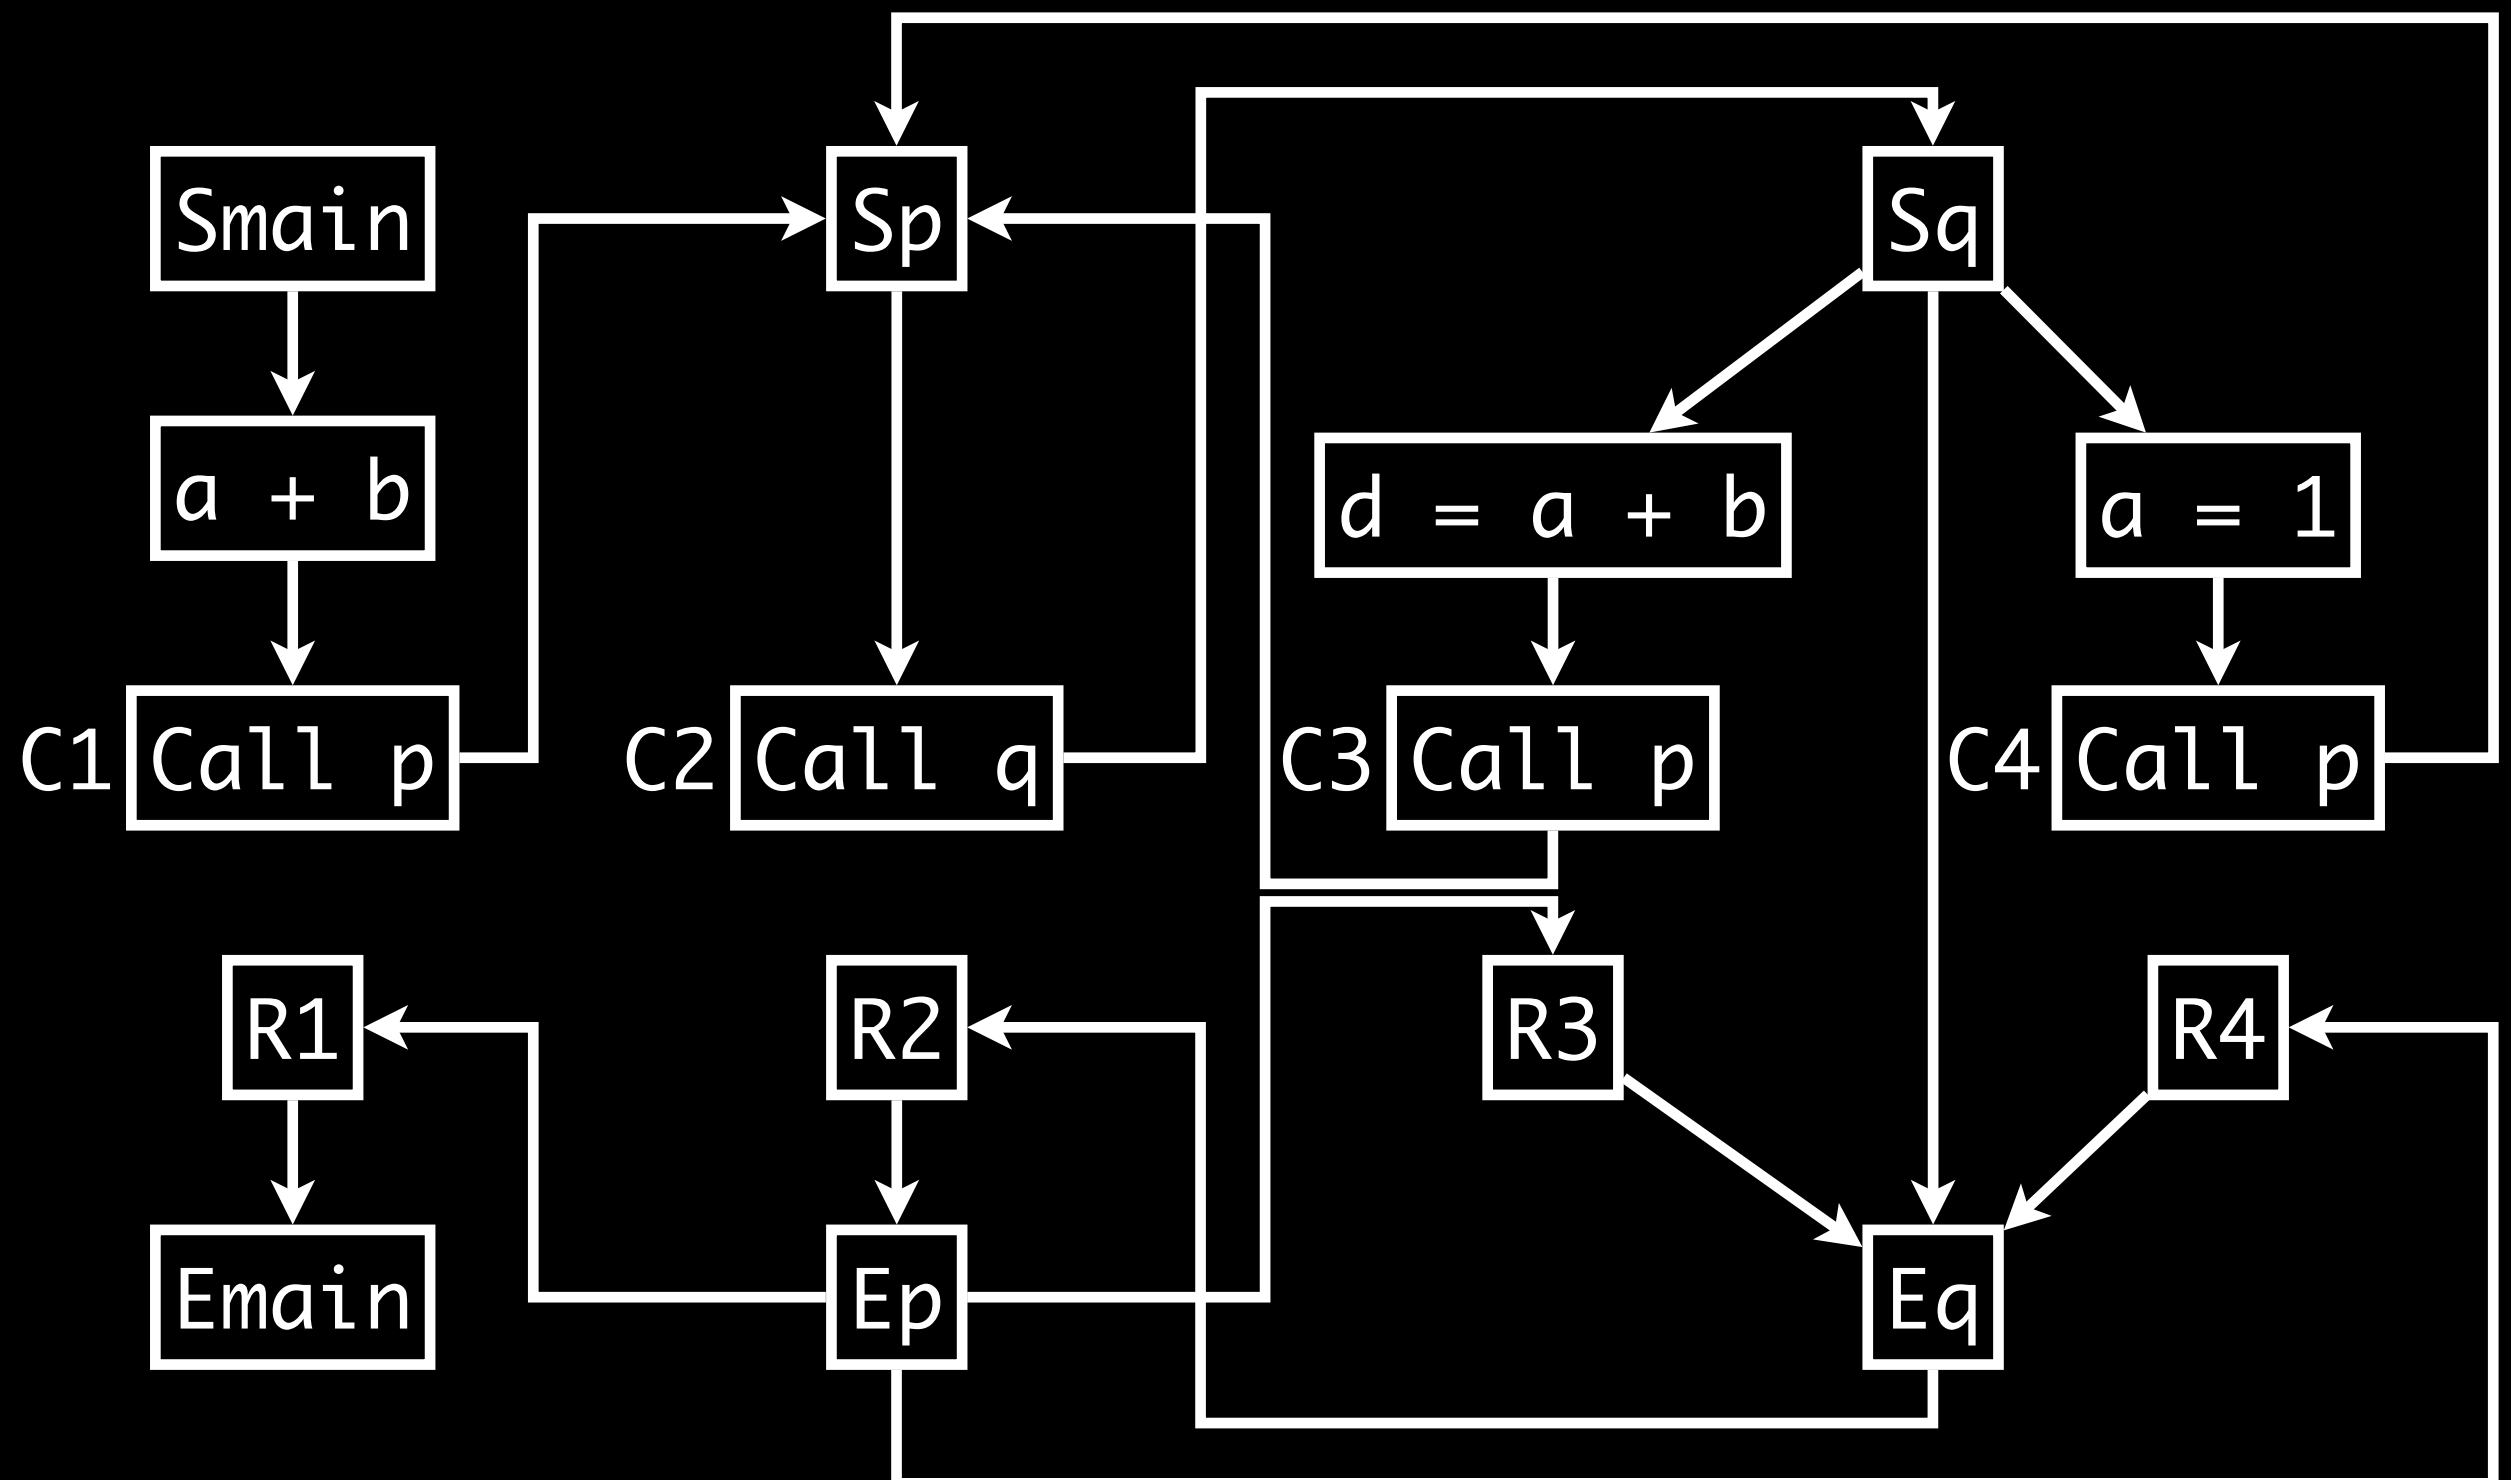 Smain
Sp
Sq
a + b
d = a + b
a = 1
C1 Call p
C2 Call q
C3 Call p
C4 Call p
R1
R2
R3
R4
Emain
Ep
Eq